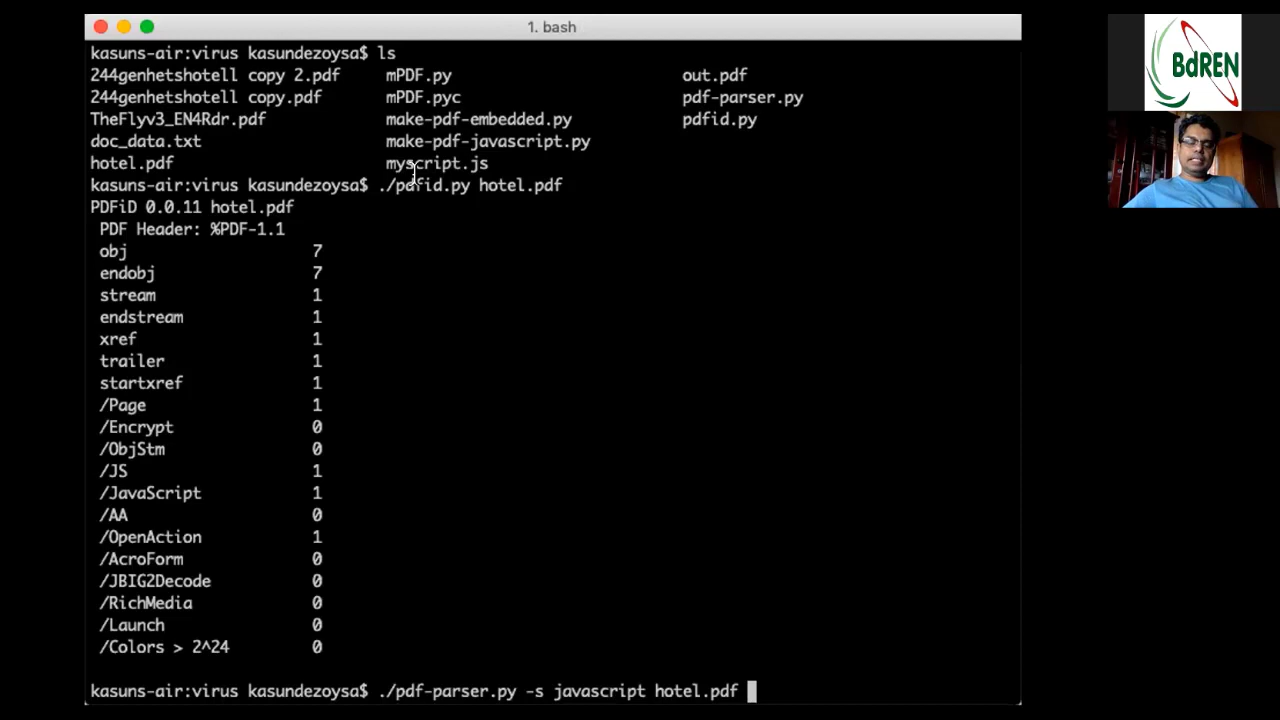 1. bash
kasuns-air:virus kasundezoysa$ ls
244genhetshotell copy 2.pdf mPDF.py out.pdf
244genhetshotell copy.pdf mPDF.pyc pdf-parser.py
TheFlyv3_EN4Rdr.pdf make-pdf-embedded.py pdfid.py
doc_data.txt make-pdf-javascript.py
hotel.pdf myscript.js
kasuns-air:virus kasundezoysa$ ./pdfid.py hotel.pdf
PDFiD 0.0.11 hotel.pdf
PDF Header: %PDF-1.1
obj 7
endobj 7
stream 1
endstream 1
xref 1
trailer 1
startxref 1
/Page 1
/Encrypt 0
/ObjStm 0
/JS 1
/JavaScript 1
/AA 0
/OpenAction 1
/AcroForm 0
/JBIG2Decode 0
/RichMedia 0
/Launch 0
/Colors > 2^24 0
kasuns-air:virus kasundezoysa$ ./pdf-parser.py -s javascript hotel.pdf
BdREN